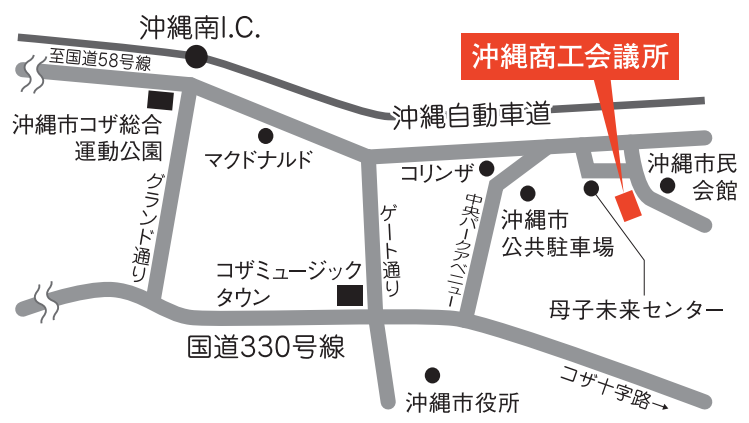 沖縄南I.C.
至国道58号線
沖縄商工会議所
沖縄自動車道
沖縄市コザ総合
運動公園
マクドナルド
コリンザ
沖縄市民
会館
グランド通り
ゲート通り
中央パークアベニュー
沖縄市
公共駐車場
コザミュージック
タウン
母子未来センター
国道330号線
コザ十字路→
沖縄市役所